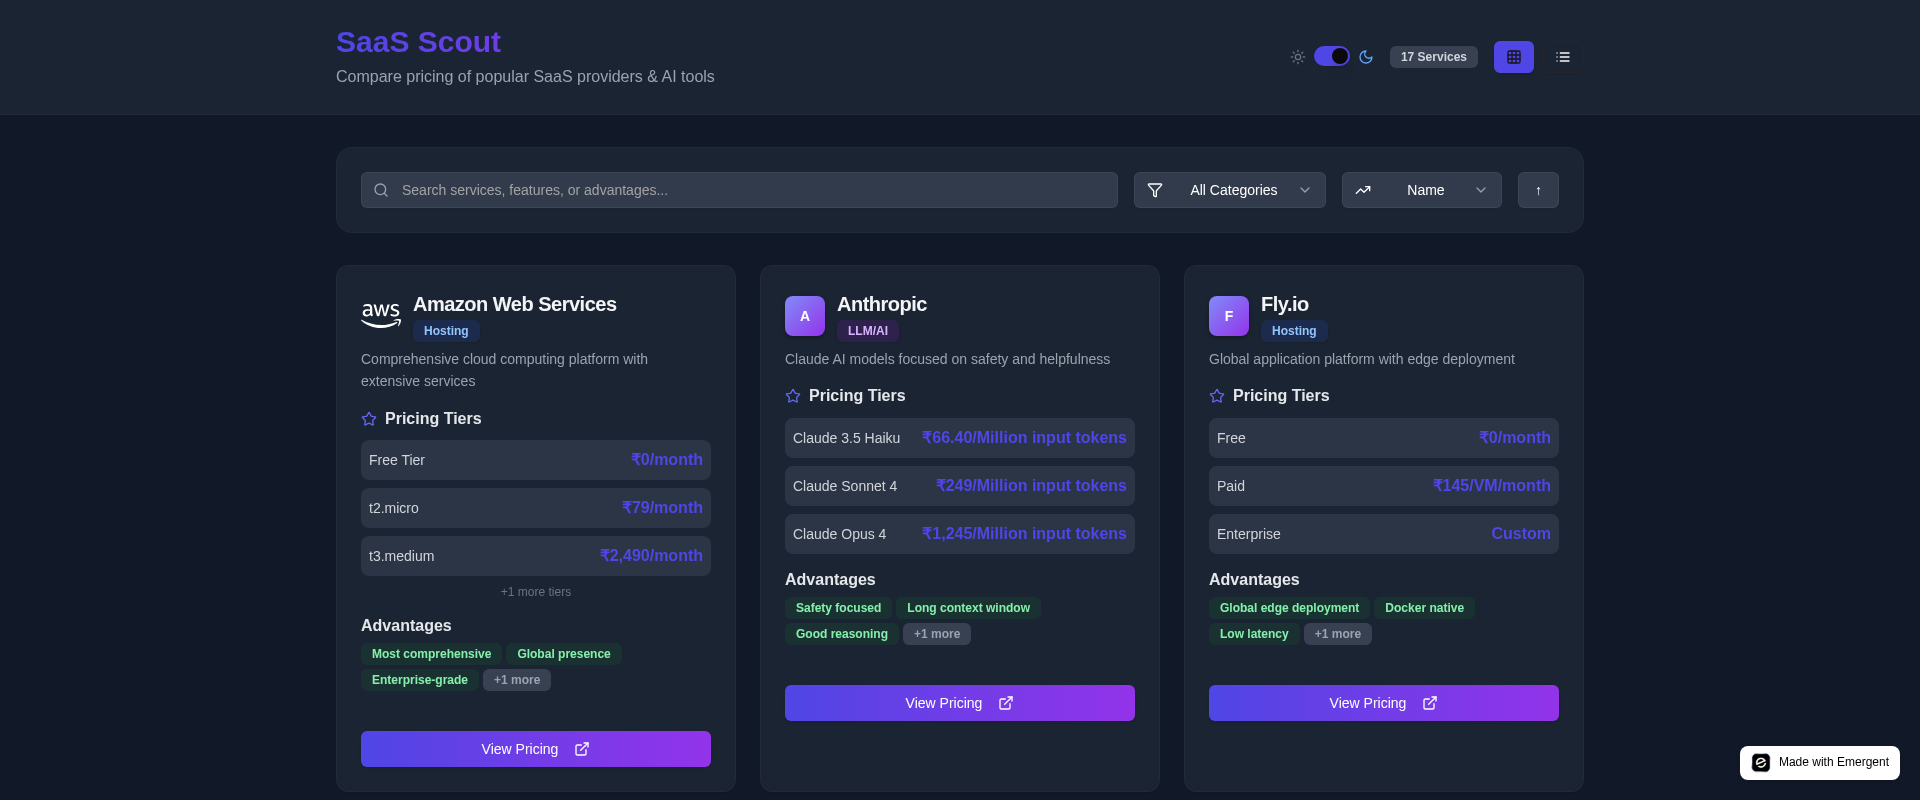 SaaS Scout
Compare pricing of popular SaaS providers & AI tools
17 Services
Search services, features, or advantages...
All Categories
Name
↑
aws
Amazon Web Services
Hosting
Comprehensive cloud computing platform with
extensive services
Pricing Tiers
Free Tier ₹0/month
t2.micro ₹79/month
t3.medium ₹2,490/month
+1 more tiers
Advantages
Most comprehensive Global presence
Enterprise-grade +1 more
View Pricing
A
Anthropic
LLM/AI
Claude AI models focused on safety and helpfulness
Pricing Tiers
Claude 3.5 Haiku ₹66.40/Million input tokens
Claude Sonnet 4 ₹249/Million input tokens
Claude Opus 4 ₹1,245/Million input tokens
Advantages
Safety focused Long context window
Good reasoning +1 more
View Pricing
F
Fly.io
Hosting
Global application platform with edge deployment
Pricing Tiers
Free ₹0/month
Paid ₹145/VM/month
Enterprise Custom
Advantages
Global edge deployment Docker native
Low latency +1 more
View Pricing
Made with Emergent